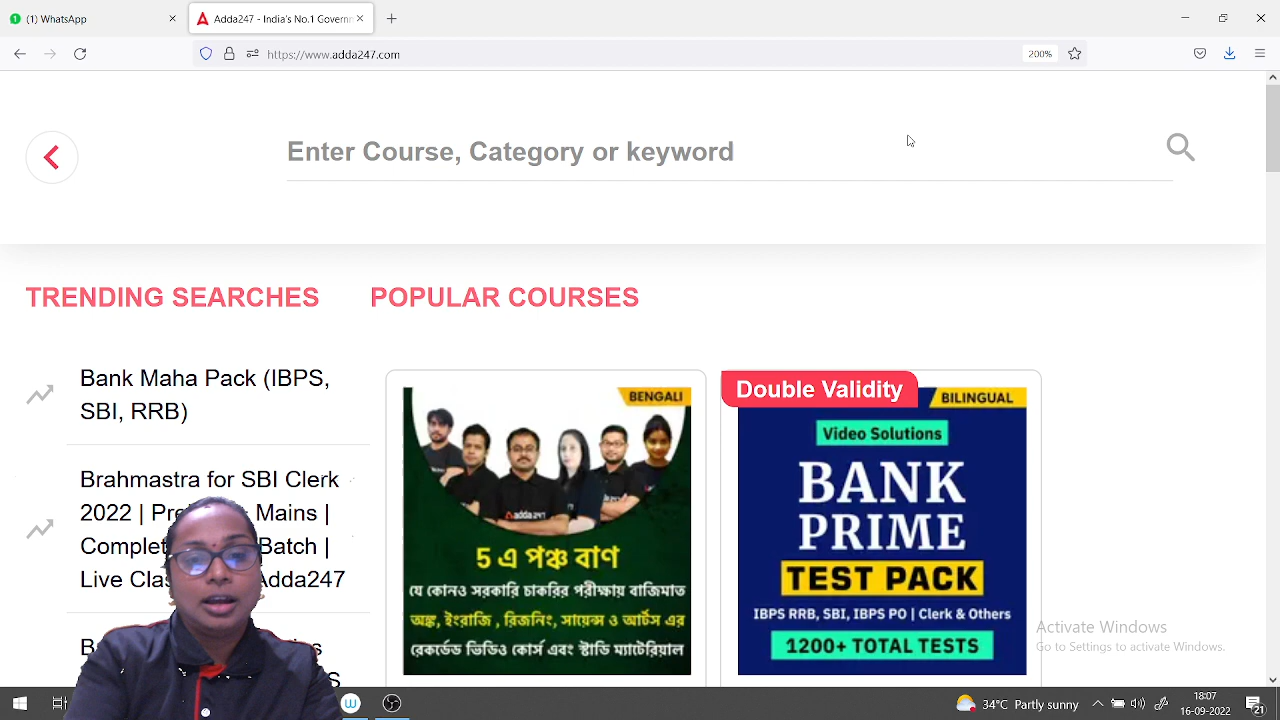 (1) WhatsApp
Adda247 - India's No.1 Governr
https://www.adda247.com
200%
Enter Course, Category or keyword
TRENDING SEARCHES
POPULAR COURSES
Bank Maha Pack (IBPS,
SBI, RRB)
Brahmastra for SBI Clerk
2022 | Pre Mains |
Complet Batch |
Live Clas Adda247
BENGALI
adda247
5 এ পঞ্চ বাণ
যে কোনও সরকারি চাকরির পরীক্ষায় বাজিমাত
অঙ্ক, ইংরাজি , রিজনিং, সায়েন্স ও আর্টস এর
রেকর্ডেড ভিডিও কোর্স এবং স্টাডি ম্যাটেরিয়াল
Double Validity
BILINGUAL
Video Solutions
BANK
PRIME
TEST PACK
IBPS RRB, SBI, IBPS PO | Clerk & Others
1200+ TOTAL TESTS
Activate Windows
Go to Settings to activate Windows.
34°C Partly sunny
18:07
16-09-2022